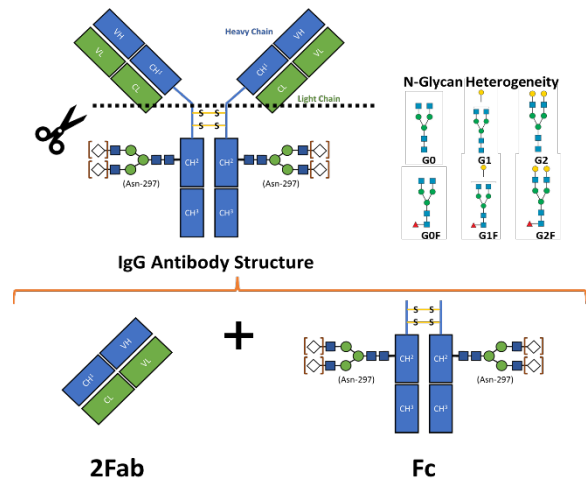 Heavy Chain
VH
VL
CH¹
CL
VH
VL
CH¹
CL
Light Chain
S S
S S
CH²
CH²
(Asn-297)
(Asn-297)
CH³
CH³
N-Glycan Heterogeneity
G0
G1
G2
G0F
G1F
G2F
IgG Antibody Structure
VH
CH¹
VL
CL
+
S S
S S
CH²
CH²
(Asn-297)
(Asn-297)
CH³
CH³
2Fab
Fc